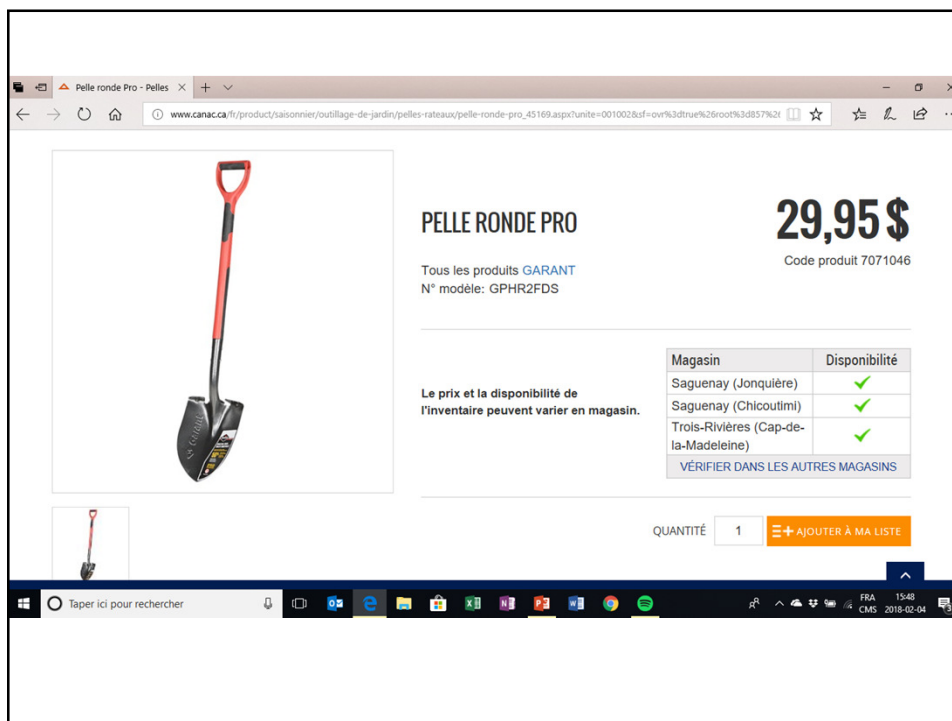 Pelle ronde Pro - Pelles
www.canac.ca/fr/product/saisonnier/outillage-de-jardin/pelles-rateaux/pelle-ronde-pro_45169.aspx?unite=001002&sf=ovr%3dtrue%26root%3d857%26
PELLE RONDE PRO
29,95 $
Code produit 7071046
Tous les produits GARANT
N° modèle: GPHR2FDS
Le prix et la disponibilité de
l'inventaire peuvent varier en magasin.
Magasin Disponibilité
Saguenay (Jonquière)
Saguenay (Chicoutimi)
Trois-Rivières (Cap-de-
la-Madeleine)
VÉRIFIER DANS LES AUTRES MAGASINS
GARANT
QUANTITÉ 1 AJOUTER À MA LISTE
Taper ici pour rechercher
FRA 15:48
CMS 2018-02-04